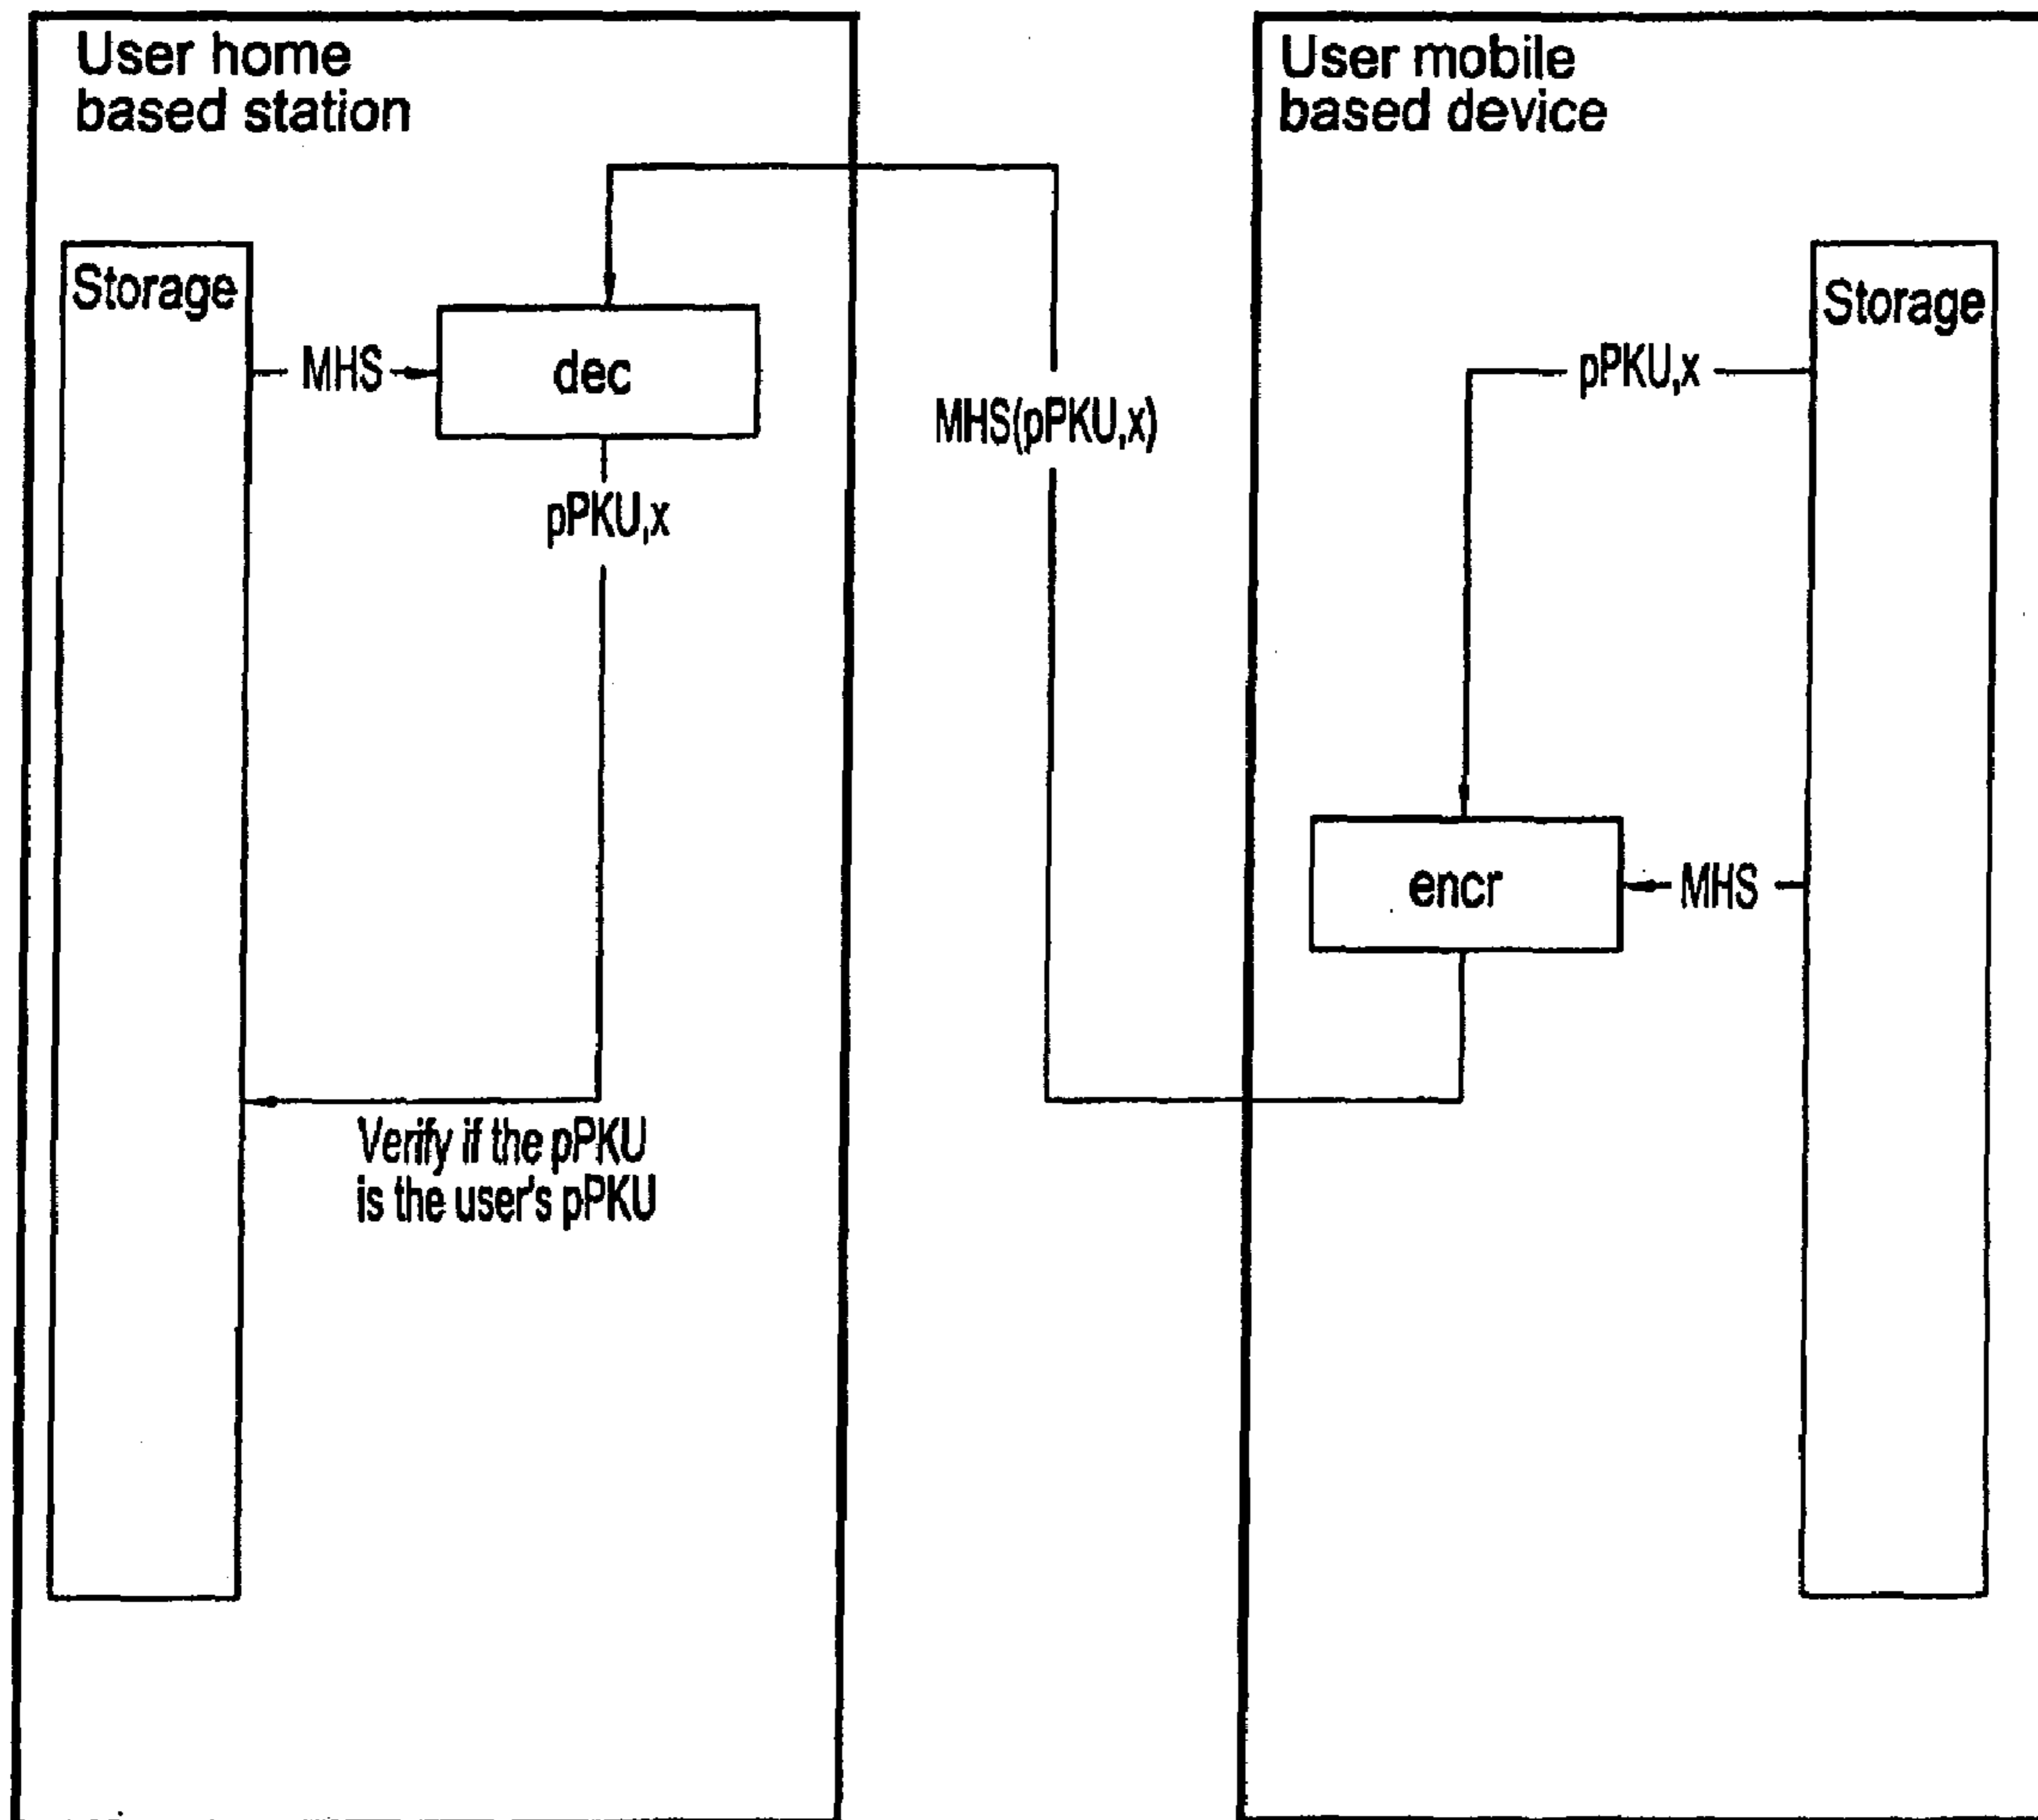 User home
based station
Storage
MHS
dec
pPKU,x
Verify if the pPKU
is the user's pPKU
MHS(pPKU,x)
User mobile
based device
Storage
pPKU,x
encr
MHS